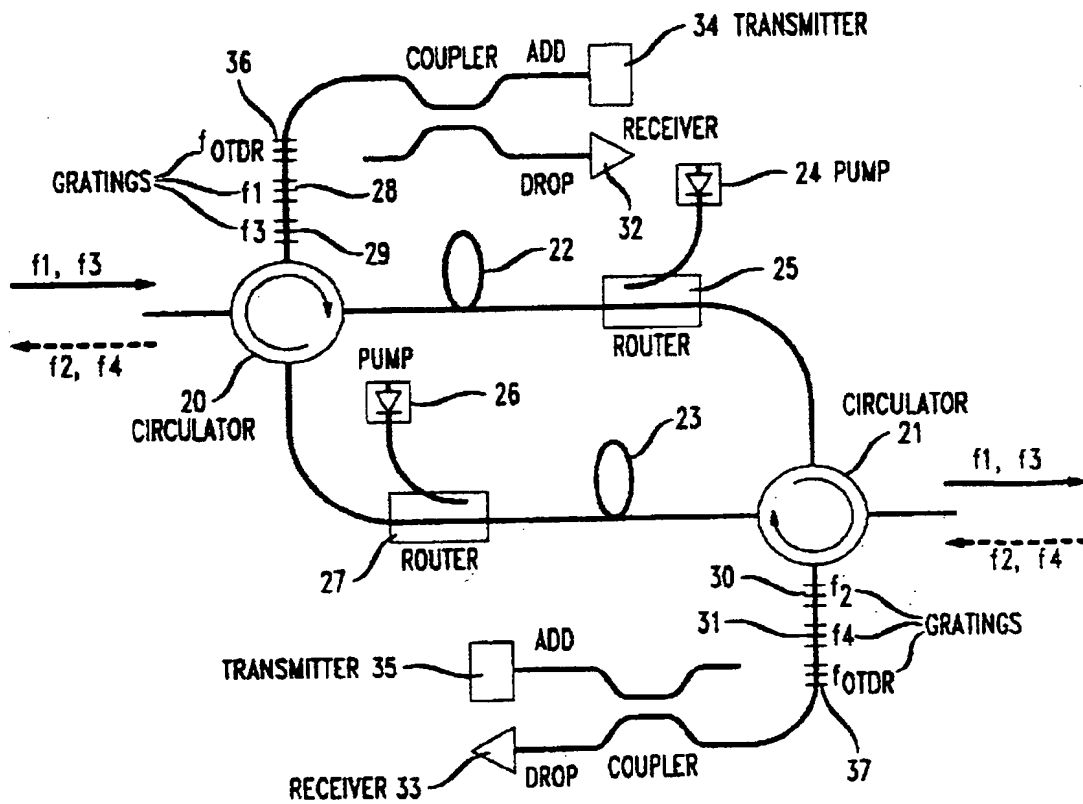 34 TRANSMITTER
COUPLER
ADD
36
fOTDR
RECEIVER
GRATINGS
f1
28
DROP
32
24 PUMP
f3
29
22
25
f1, f3
ROUTER
f2, f4
PUMP
20
CIRCULATOR
26
23
CIRCULATOR
21
f1, f3
f2, f4
27
ROUTER
30
f2
31
f4
GRATINGS
ADD
TRANSMITTER 35
fOTDR
RECEIVER 33
DROP
COUPLER
37